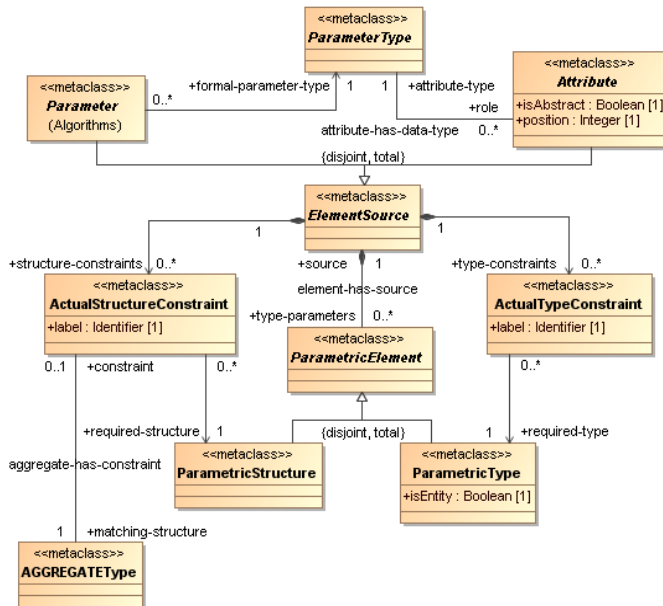 <<metaclass>>
ParameterType
<<metaclass>>
Parameter
(Algorithms)
<<metaclass>>
Attribute
+isAbstract : Boolean [1]
+position : Integer [1]
+formal-parameter-type
0..*
1
1
+attribute-type
+role
attribute-has-data-type
0..*
{disjoint, total}
<<metaclass>>
ElementSource
1
1
1
+structure-constraints
0..*
+source
element-has-source
+type-parameters
0..*
+type-constraints
0..*
<<metaclass>>
ActualStructureConstraint
+label : Identifier [1]
<<metaclass>>
ParametricElement
<<metaclass>>
ActualTypeConstraint
+label : Identifier [1]
0..1
+constraint
0..*
0..*
+required-structure
1
{disjoint, total}
1
+required-type
aggregate-has-constraint
<<metaclass>>
ParametricStructure
<<metaclass>>
ParametricType
+isEntity : Boolean [1]
1
+matching-structure
<<metaclass>>
AGGREGATEType